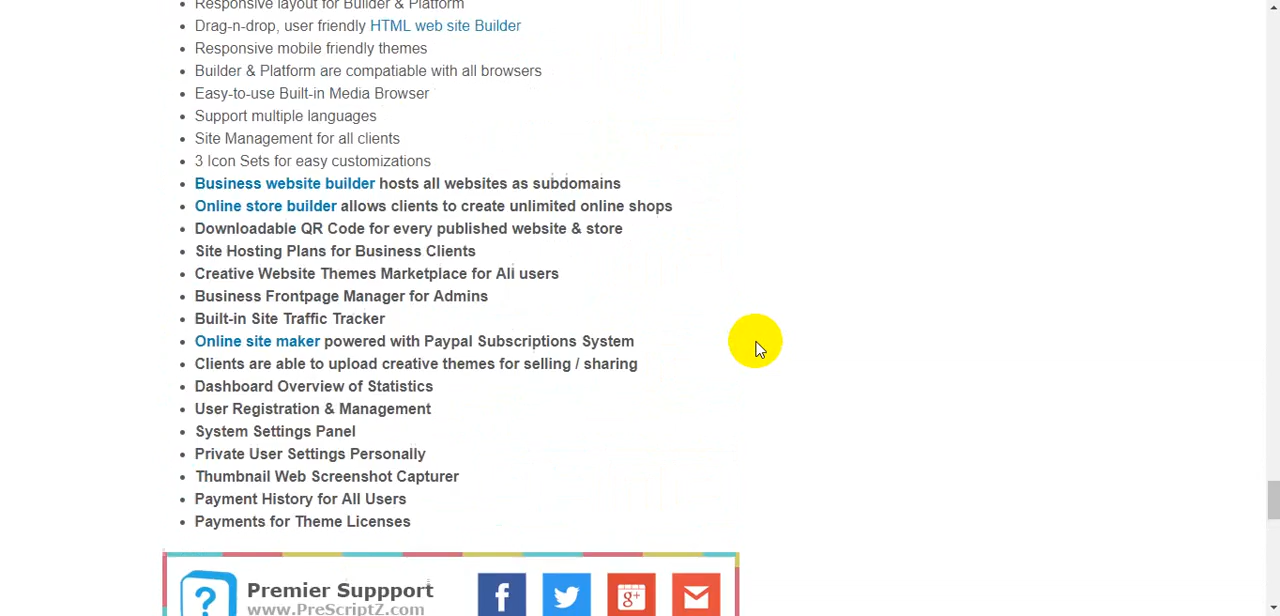 Responsive layout for Builder & Platform
Drag-n-drop, user friendly HTML web site Builder
Responsive mobile friendly themes
Builder & Platform are compatiable with all browsers
Easy-to-use Built-in Media Browser
Support multiple languages
Site Management for all clients
3 Icon Sets for easy customizations
Business website builder hosts all websites as subdomains
Online store builder allows clients to create unlimited online shops
Downloadable QR Code for every published website & store
Site Hosting Plans for Business Clients
Creative Website Themes Marketplace for All users
Business Frontpage Manager for Admins
Built-in Site Traffic Tracker
Online site maker powered with Paypal Subscriptions System
Clients are able to upload creative themes for selling / sharing
Dashboard Overview of Statistics
User Registration & Management
System Settings Panel
Private User Settings Personally
Thumbnail Web Screenshot Capturer
Payment History for All Users
Payments for Theme Licenses
Premier Suppport
www.PreScriptZ.com